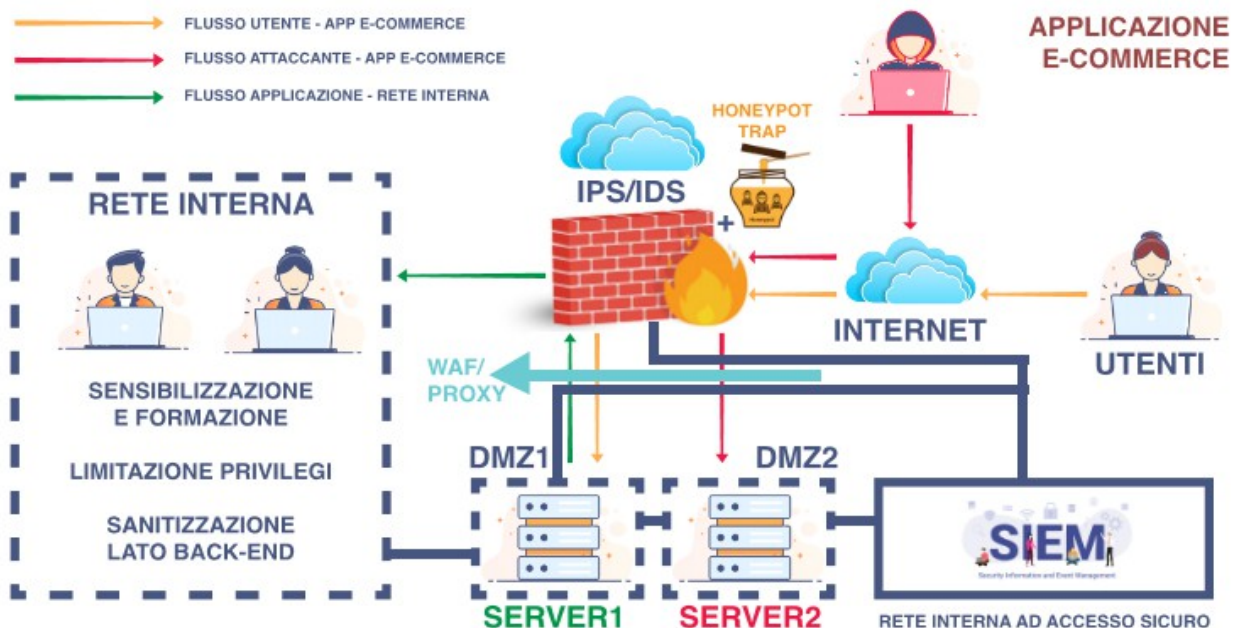 FLUSSO UTENTE - APP E-COMMERCE
FLUSSO ATTACCANTE - APP E-COMMERCE
FLUSSO APPLICAZIONE - RETE INTERNA
APPLICAZIONE
E-COMMERCE
HONEYPOT
TRAP
Honeypot
IPS/IDS
+
RETE INTERNA
INTERNET
UTENTI
SENSIBILIZZAZIONE
E FORMAZIONE
LIMITAZIONE PRIVILEGI
SANITIZZAZIONE
LATO BACK-END
WAF/
PROXY
DMZ1
DMZ2
SERVER1
SERVER2
SIEM
Security Information and Event Management
RETE INTERNA AD ACCESSO SICURO